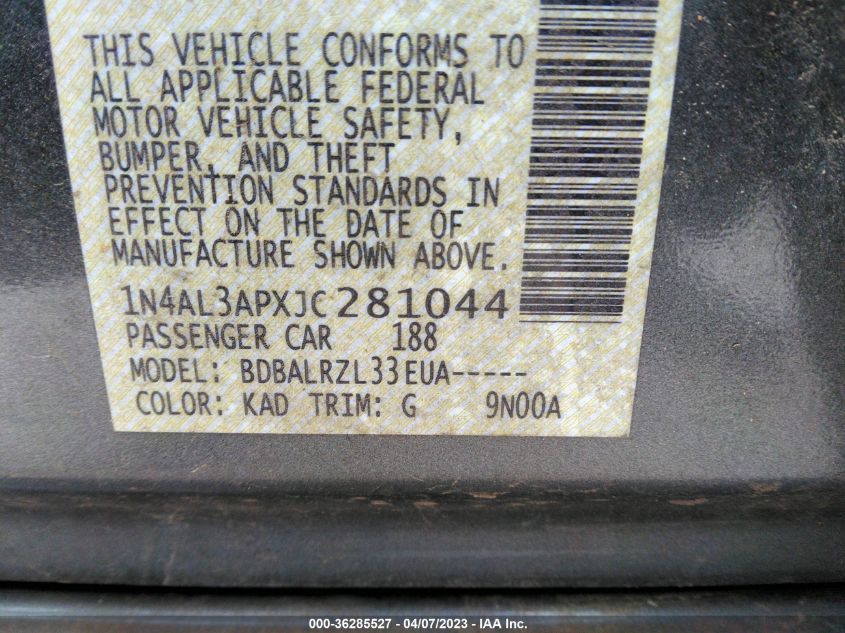 THIS VEHICLE CONFORMS TO
ALL APPLICABLE FEDERAL
MOTOR VEHICLE SAFETY,
BUMPER, AND THEFT
PREVENTION STANDARDS IN
EFFECT ON THE DATE OF
MANUFACTURE SHOWN ABOVE.
1N4AL3APXJC281044
PASSENGER CAR 188
MODEL: BDBALRZL33EUA-----
COLOR: KAD TRIM: G 9N00A
000-36285527 - 04/07/2023 - IAA Inc.